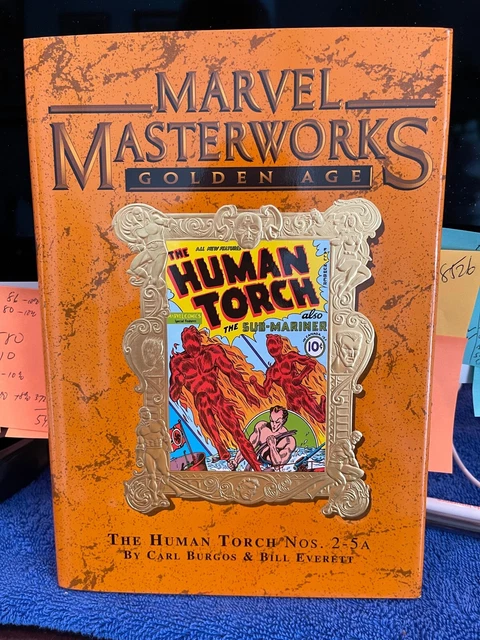 MARVEL
MASTERWORKS
GOLDEN AGE
ALL NEW FEATURES
THE
HUMAN
TORCH
also
THE SUB-MARINER
10¢
THE HUMAN TORCH NOS. 2-5A
BY CARL BURGOS & BILL EVERETT
8526